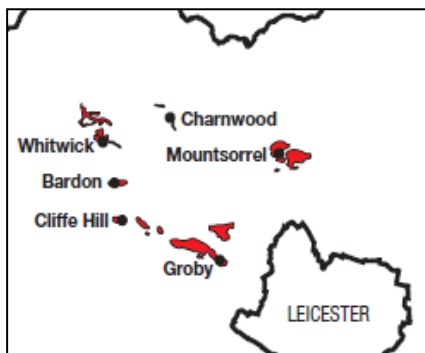 Charnwood
Whitwick
Mountsorrel
Bardon
Cliffe Hill
Groby
LEICESTER